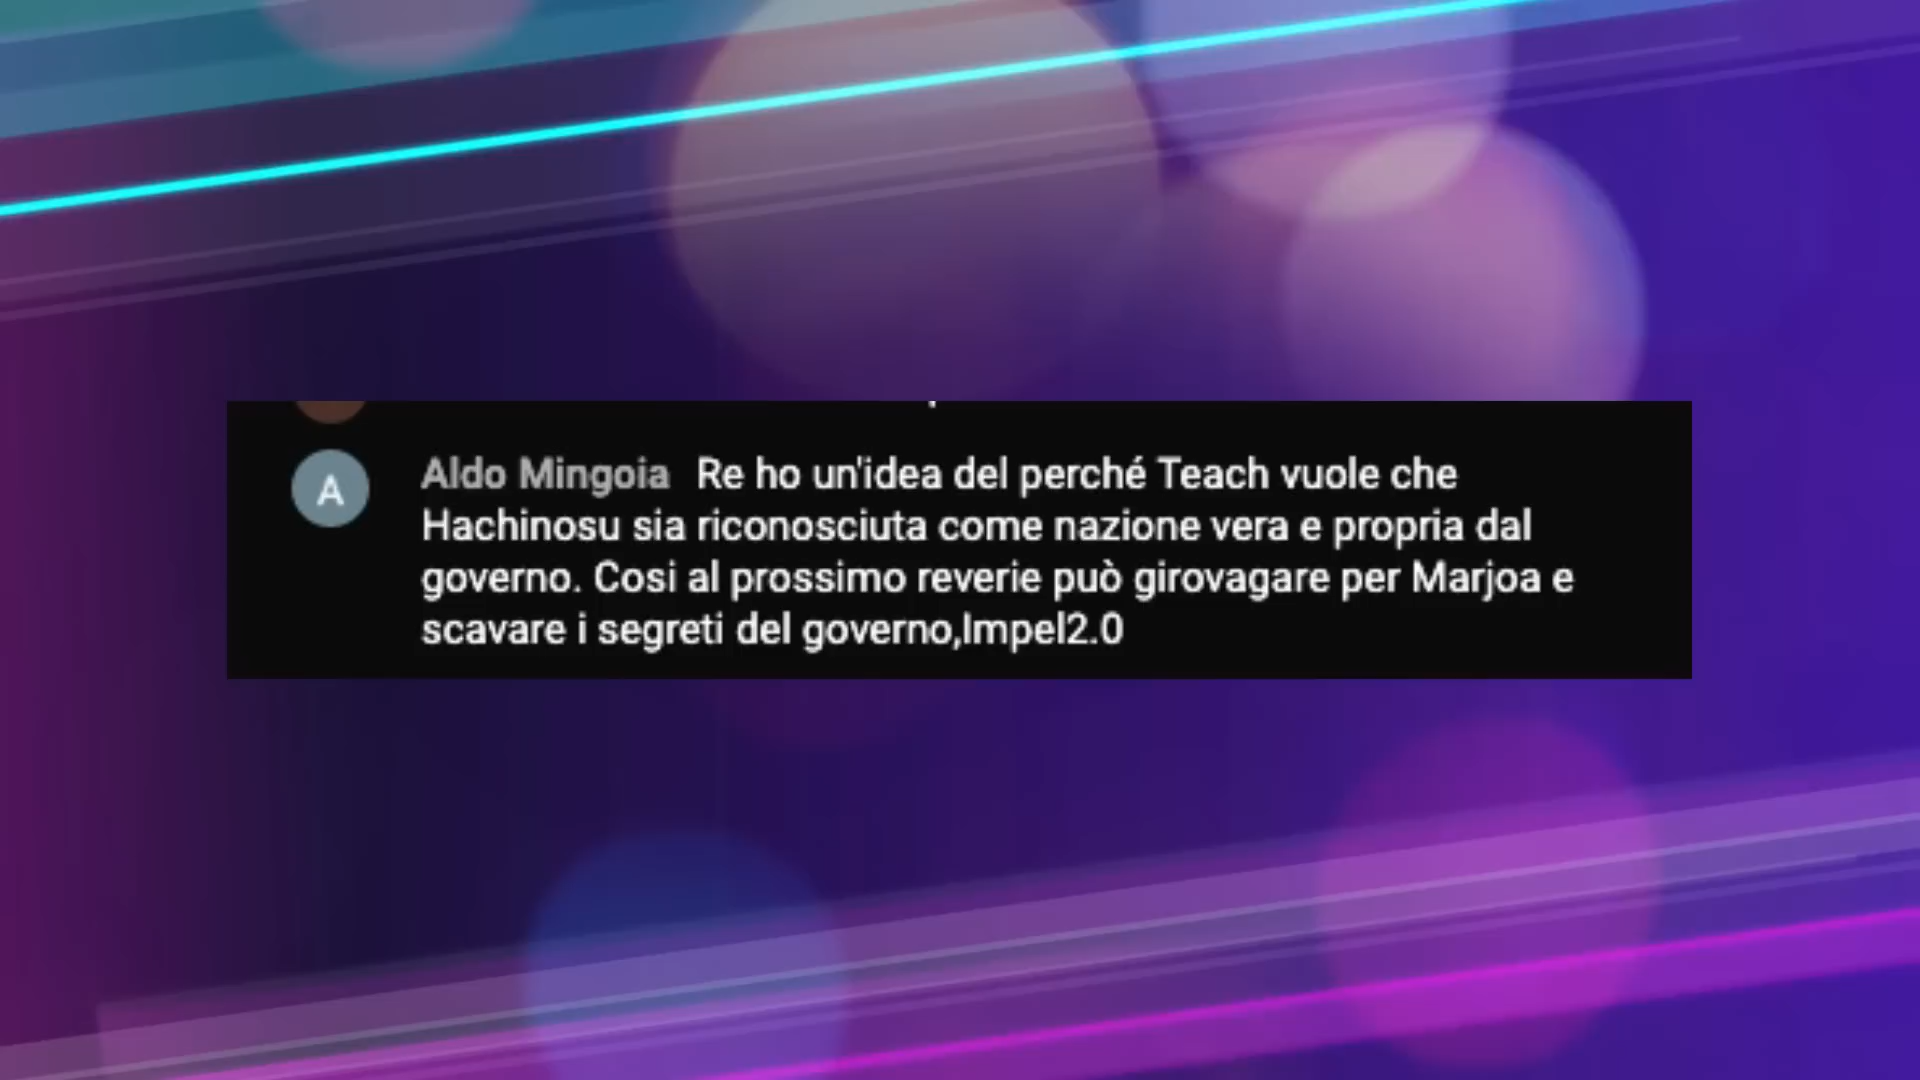 A
Aldo Mingoia Re ho un'idea del perché Teach vuole che
Hachinosu sia riconosciuta come nazione vera e propria dal
governo. Cosi al prossimo reverie può girovagare per Marjoa e
scavare i segreti del governo,Impel2.0